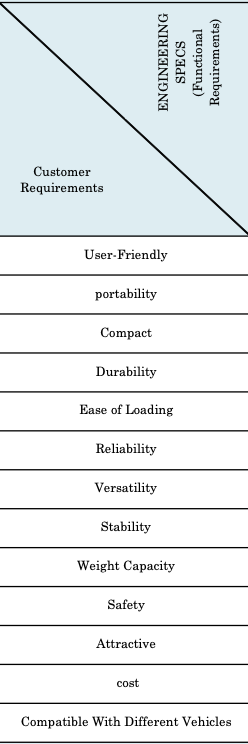 ENGINEERING
SPECS
(Functional
Requirements)
Customer
Requirements
User-Friendly
portability
Compact
Durability
Ease of Loading
Reliability
Versatility
Stability
Weight Capacity
Safety
Attractive
cost
Compatible With Different Vehicles